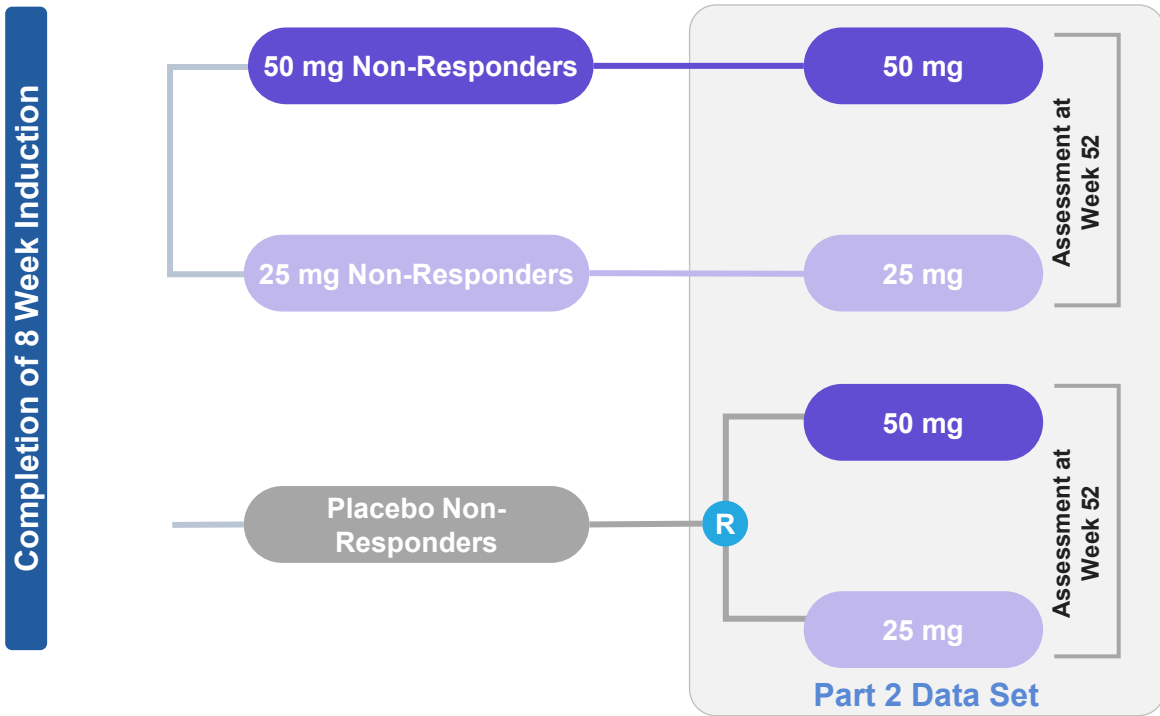 Completion of 8 Week Induction
50 mg Non-Responders
50 mg
25 mg Non-Responders
25 mg
Assessment at
Week 52
Placebo Non-
Responders
R
50 mg
25 mg
Assessment at
Week 52
Part 2 Data Set